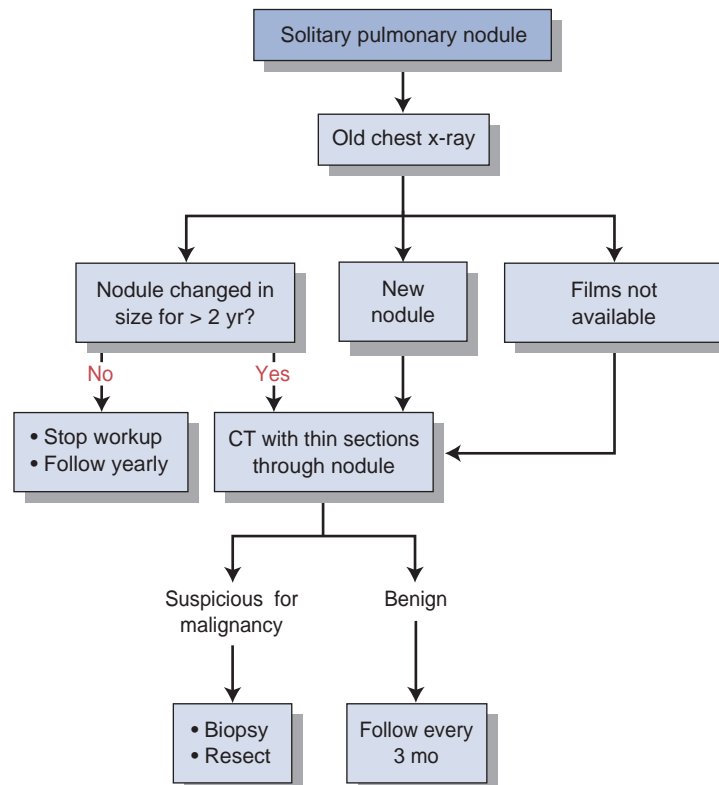 Solitary pulmonary nodule
Old chest x-ray
Nodule changed in
size for > 2 yr?
New
nodule
Films not
available
No
Yes
• Stop workup
• Follow yearly
CT with thin sections
through nodule
Suspicious for
malignancy
Benign
• Biopsy
• Resect
Follow every
3 mo